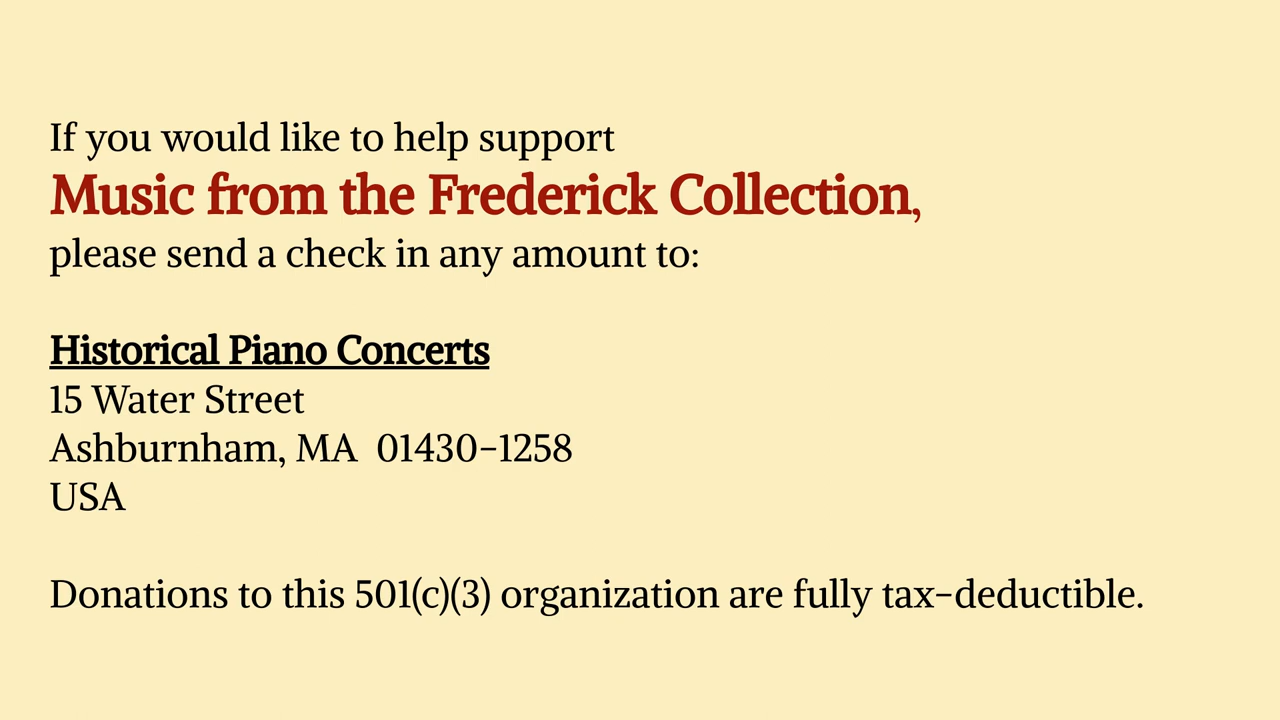 If you would like to help support
Music from the Frederick Collection,
please send a check in any amount to:
Historical Piano Concerts
15 Water Street
Ashburnham, MA  01430-1258
USA
Donations to this 501(c)(3) organization are fully tax-deductible.